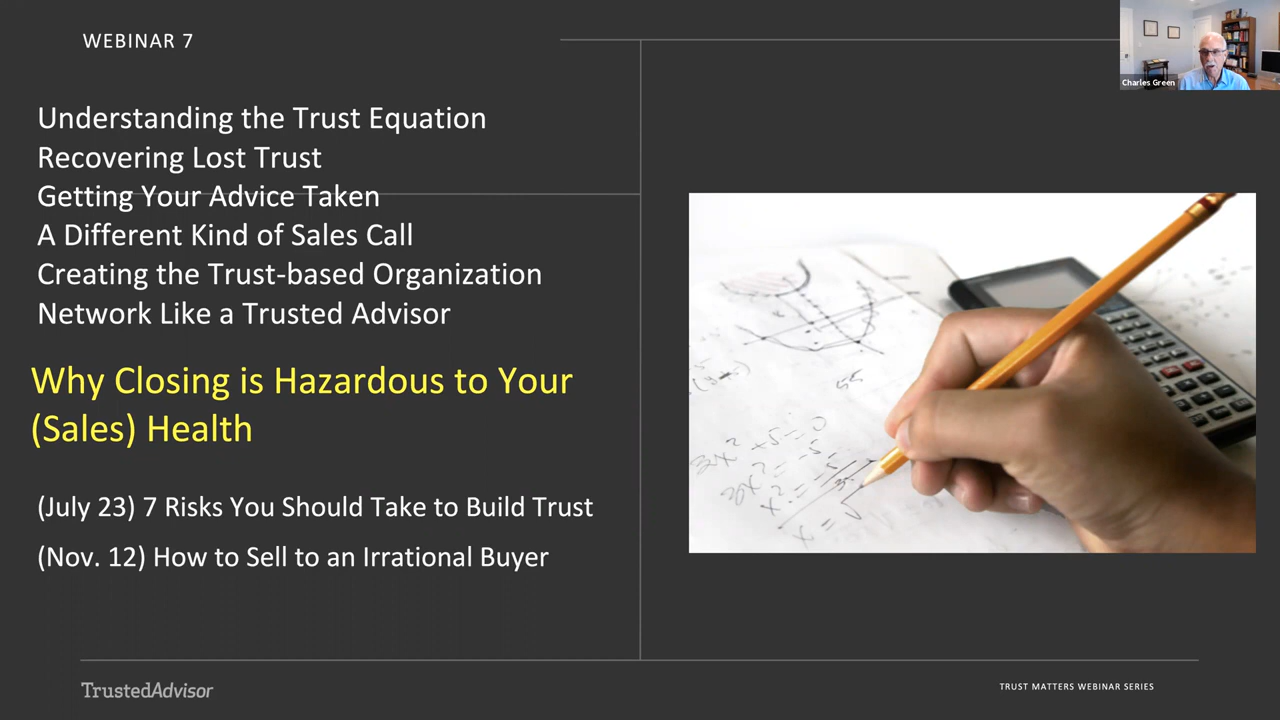 WEBINAR 7
Charles Green
Understanding the Trust Equation
Recovering Lost Trust
Getting Your Advice Taken
A Different Kind of Sales Call
Creating the Trust-based Organization
Network Like a Trusted Advisor
Why Closing is Hazardous to Your
(Sales) Health
(July 23) 7 Risks You Should Take to Build Trust
(Nov. 12) How to Sell to an Irrational Buyer
TrustedAdvisor
TRUST MATTERS WEBINAR SERIES